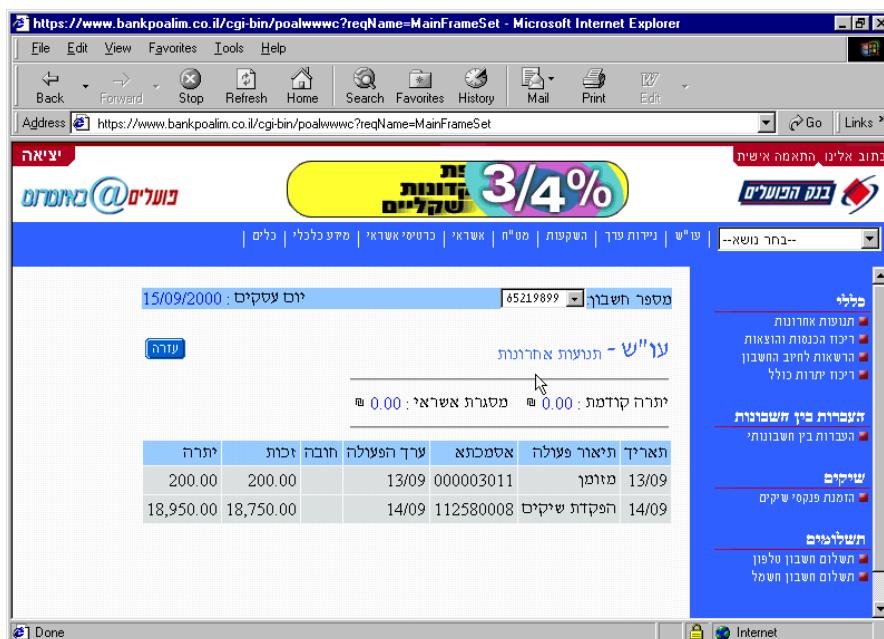 https://www.bankpoalim.co.il/cgi-bin/poalwwwc?reqName=MainFrameSet - Microsoft Internet Explorer
File Edit View Favorites Tools Help
Back Forward Stop Refresh Home Search Favorites History Mail Print Edit
Address https://www.bankpoalim.co.il/cgi-bin/poalwwwc?reqName=MainFrameSet Go Links
כתוב אלינו התאמה אישית יציאה
בנק הפועלים 3/4% קדונות שקליים פועלים@באינטרנט
--בחר נושא-- | עו"ש | ניירות ערך | השקעות | מט"ח | אשראי | כרטיסי אשראי | מידע כלכלי | כלים |
כללי
תנועות אחרונות
ריכוז הכנסות והוצאות
הרשאות לחיוב החשבון
ריכוז יתרות כולל
העברות בין חשבונות
העברות בין חשבונותי
שיקים
הזמנת פנקסי שיקים
תשלומים
תשלום חשבון טלפון
תשלום חשבון חשמל
מספר חשבון: 65219899 יום עסקים : 15/09/2000
עו"ש - תנועות אחרונות עזרה
יתרה קודמת : 0.00 ₪ מסגרת אשראי : 0.00 ₪
תאריך תיאור פעולה אסמכתא ערך הפעולה חובה זכות יתרה
13/09 מזומן 000003011 13/09 200.00 200.00
14/09 הפקדת שיקים 112580008 14/09 18,750.00 18,950.00
Done Internet